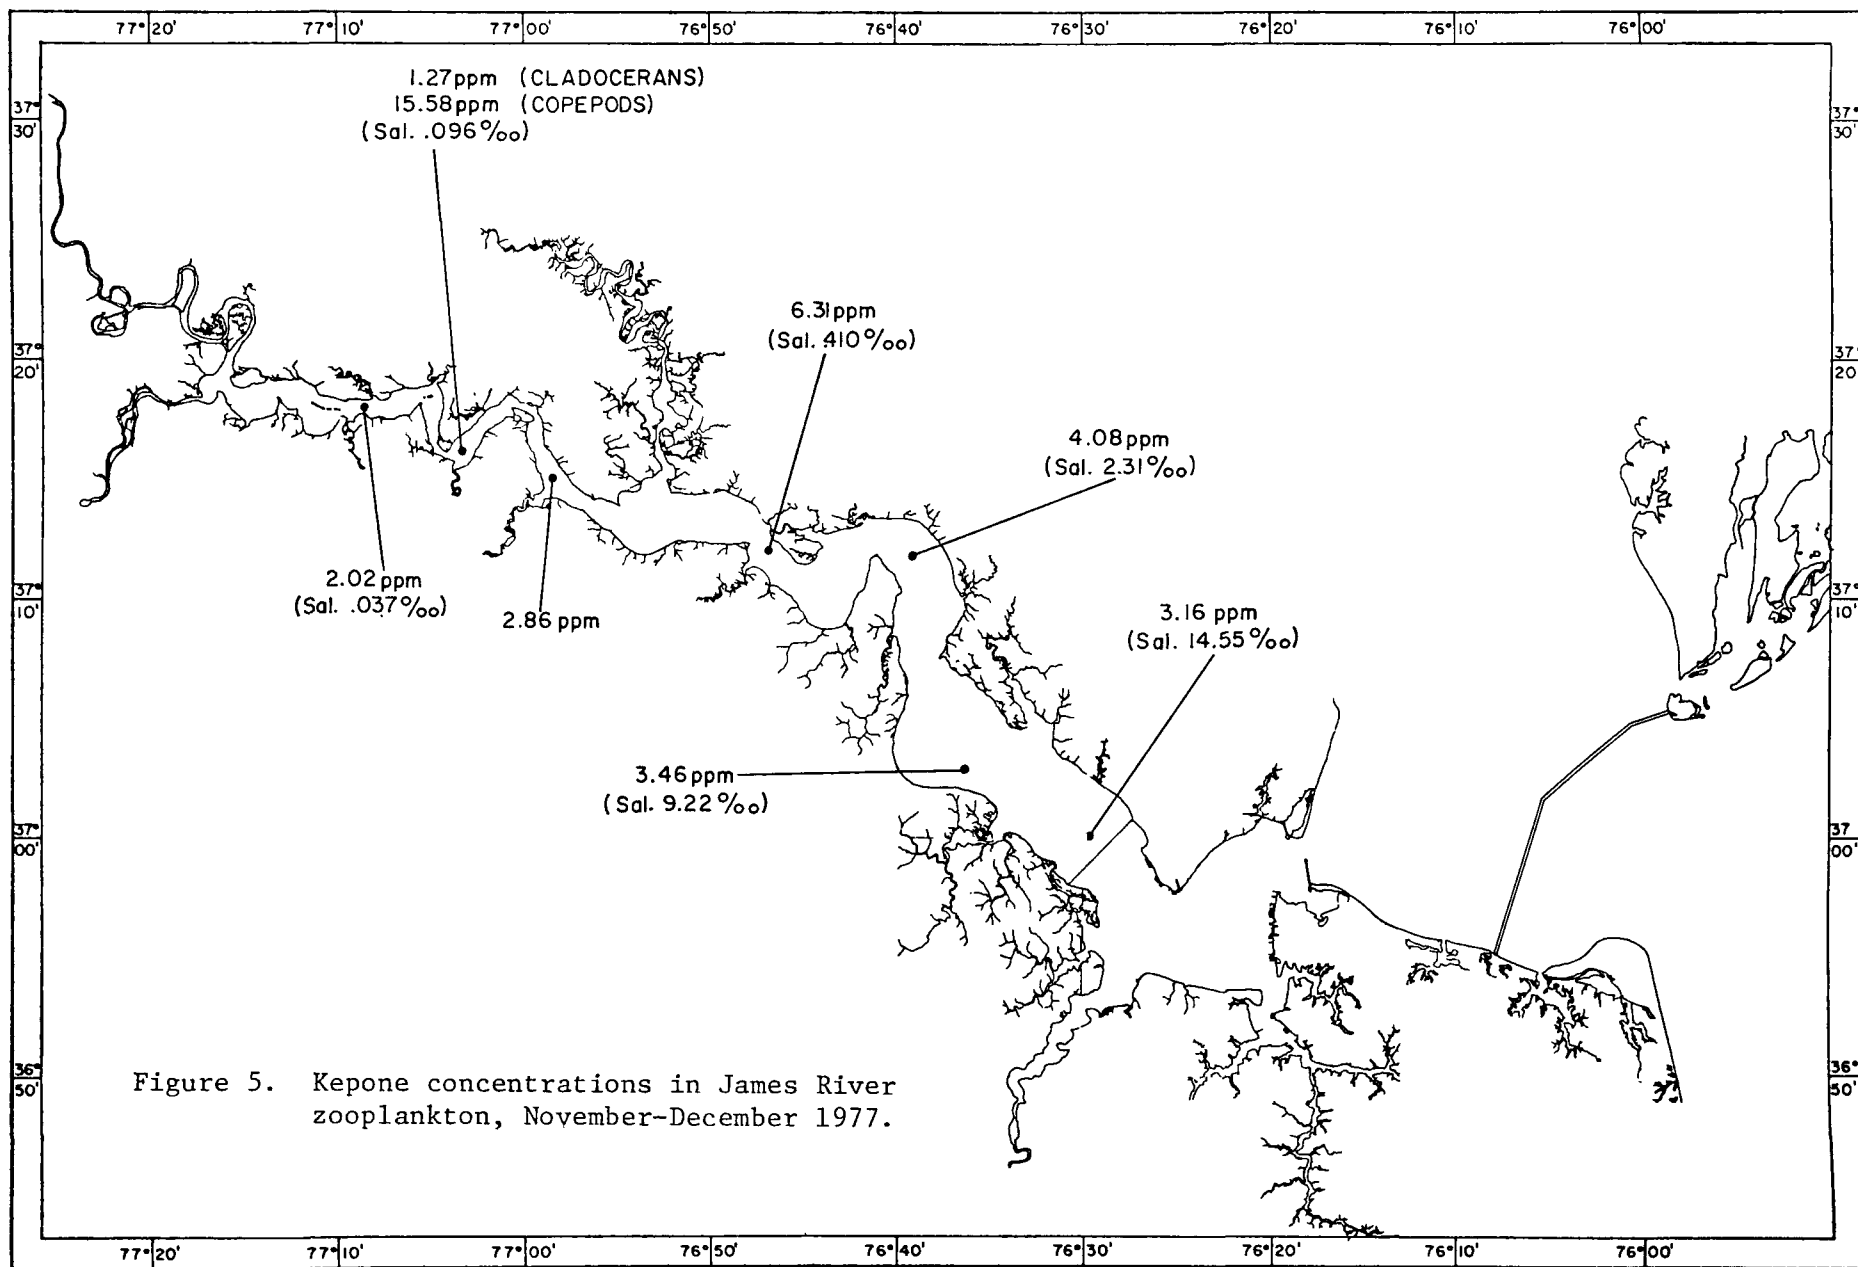 77°20' 77°10' 77°00' 76°50' 76°40' 76°30' 76°20' 76°10' 76°00'
1.27ppm (CLADOCERANS)
15.58ppm (COPEPODS)
(Sal. .096‰)
37°
30'
37°
30'
6.31ppm
(Sal. .410‰)
37°
20'
37°
20'
4.08ppm
(Sal. 2.31‰)
2.02ppm
(Sal. .037‰)
2.86 ppm
37°
10'
37°
10'
3.16 ppm
(Sal. 14.55‰)
3.46ppm
(Sal. 9.22‰)
37°
00'
37°
00'
36°
50'
36°
50'
Figure 5. Kepone concentrations in James River
zooplankton, November-December 1977.
77°20' 77°10' 77°00' 76°50' 76°40' 76°30' 76°20' 76°10' 76°00'